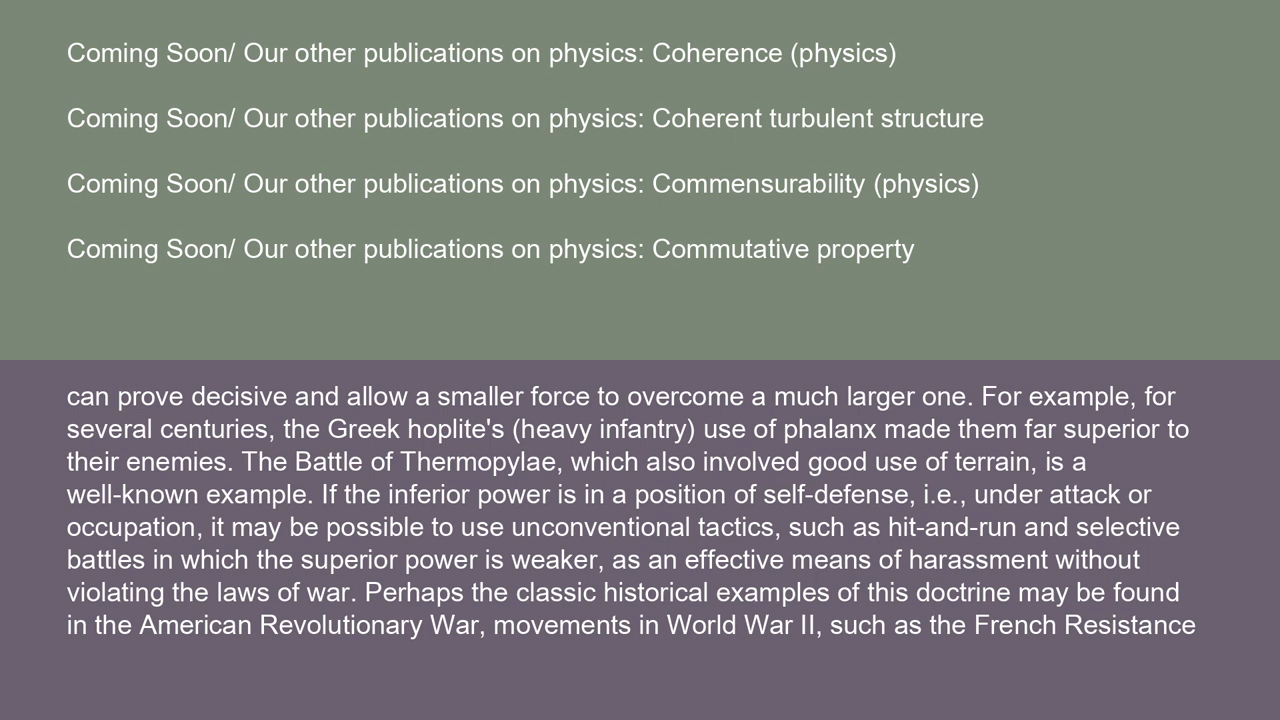 Coming Soon/ Our other publications on physics: Coherence (physics)
Coming Soon/ Our other publications on physics: Coherent turbulent structure
Coming Soon/ Our other publications on physics: Commensurability (physics)
Coming Soon/ Our other publications on physics: Commutative property
can prove decisive and allow a smaller force to overcome a much larger one. For example, for
several centuries, the Greek hoplite's (heavy infantry) use of phalanx made them far superior to
their enemies. The Battle of Thermopylae, which also involved good use of terrain, is a
well-known example. If the inferior power is in a position of self-defense, i.e., under attack or
occupation, it may be possible to use unconventional tactics, such as hit-and-run and selective
battles in which the superior power is weaker, as an effective means of harassment without
violating the laws of war. Perhaps the classic historical examples of this doctrine may be found
in the American Revolutionary War, movements in World War II, such as the French Resistance